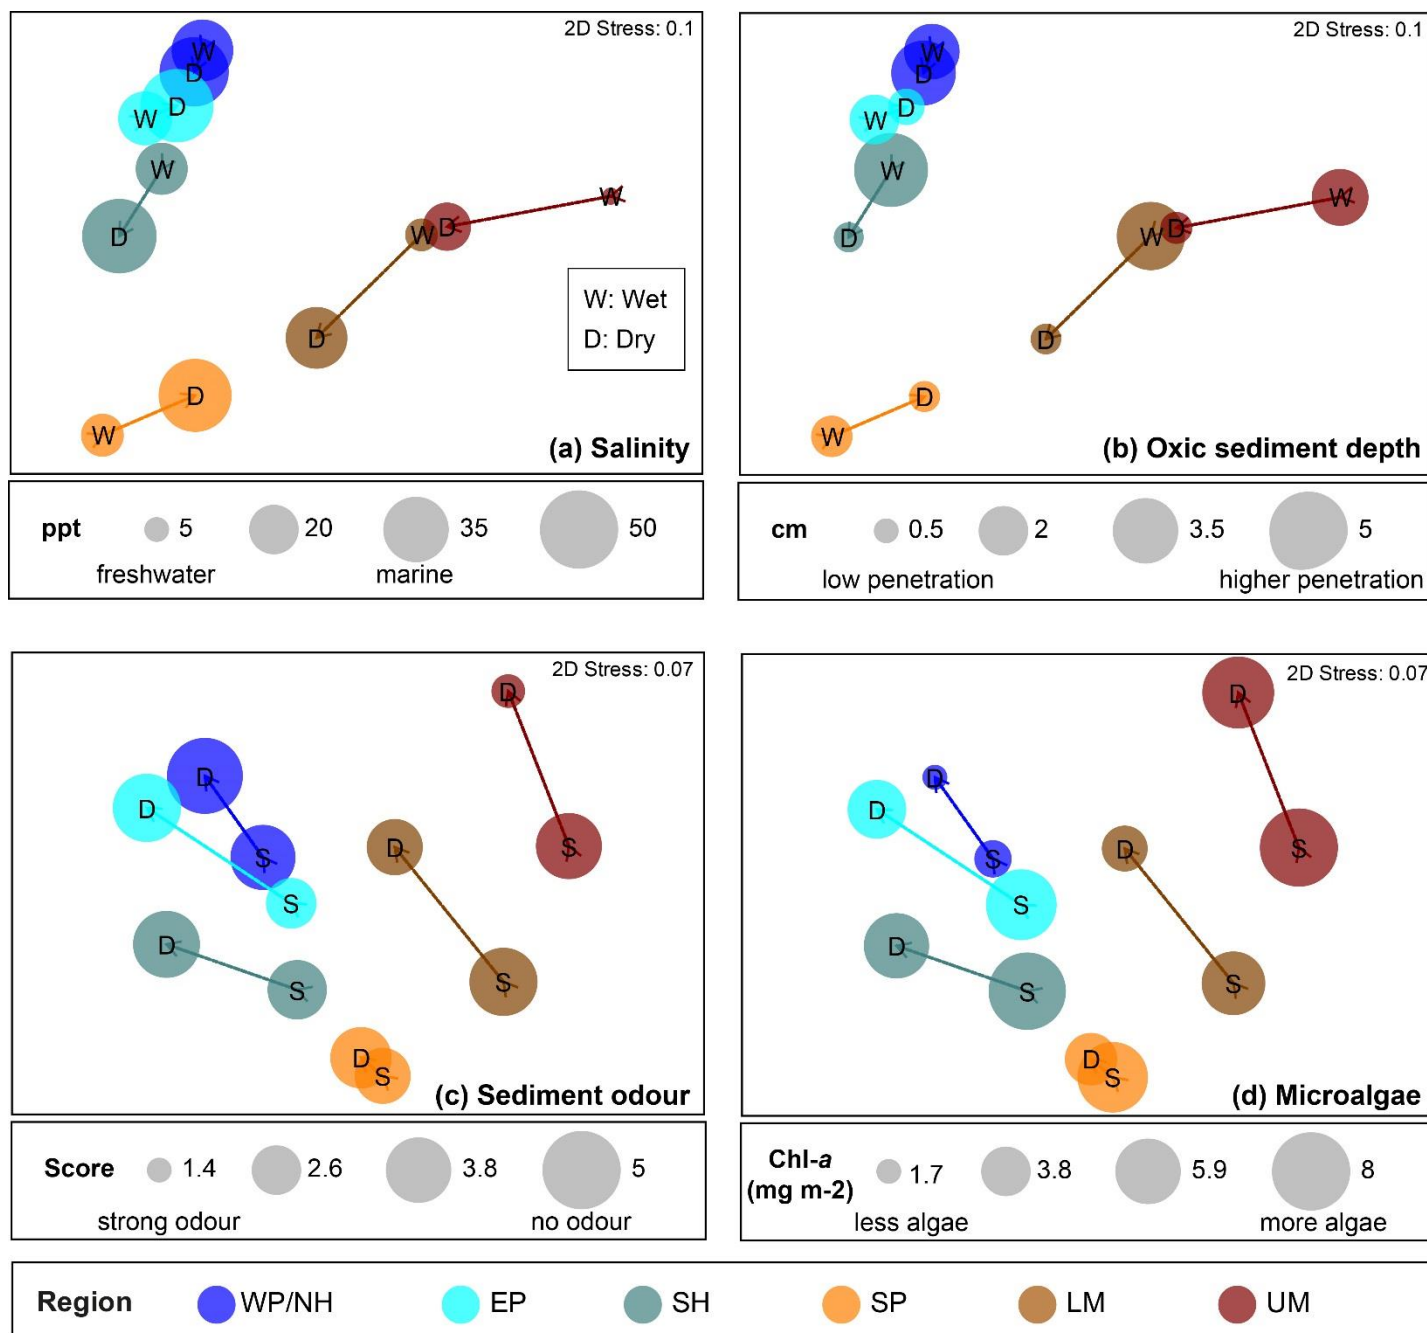 2D Stress: 0.1
W
D
D
W
W
D
W
D
W
D
D
W
W: Wet
D: Dry
(a) Salinity
ppt 5 20 35 50
freshwater marine
2D Stress: 0.1
W
D
D
W
W
D
W
D
W
D
D
W
(b) Oxic sediment depth
cm 0.5 2 3.5 5
low penetration higher penetration
2D Stress: 0.07
D
D
D
S
D
S
S
D
S
S
D
S
(c) Sediment odour
Score 1.4 2.6 3.8 5
strong odour no odour
2D Stress: 0.07
D
D
D
S
D
S
S
D
S
S
D
S
(d) Microalgae
Chl-a
(mg m-2) 1.7 3.8 5.9 8
less algae more algae
Region WP/NH EP SH SP LM UM